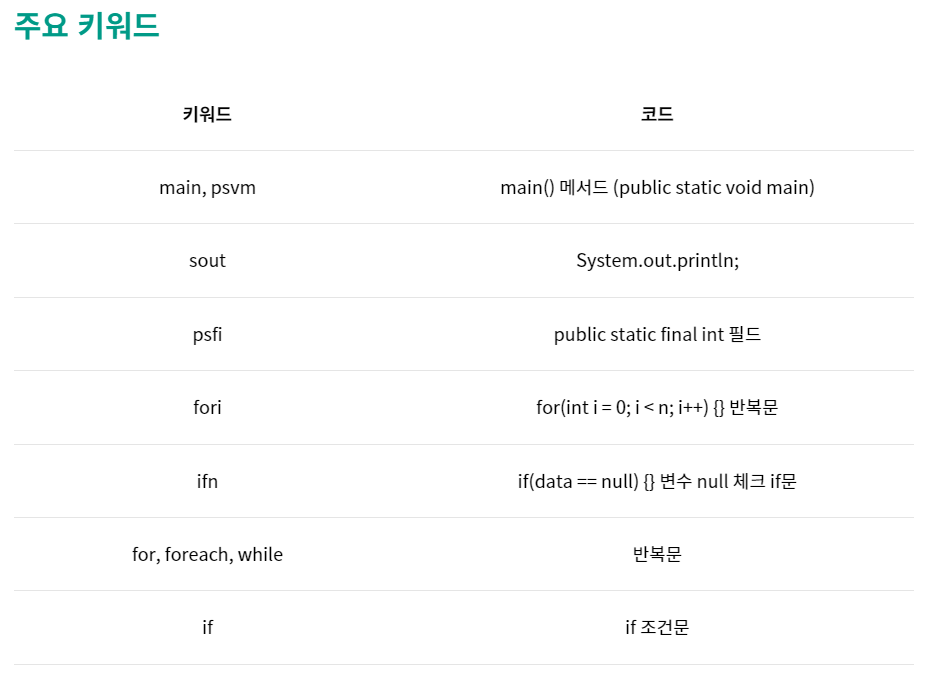 주요 키워드
키워드 코드
main, psvm main() 메서드 (public static void main)
sout System.out.println;
psfi public static final int 필드
fori for(int i = 0; i < n; i++) {} 반복문
ifn if(data == null) {} 변수 null 체크 if문
for, foreach, while 반복문
if if 조건문